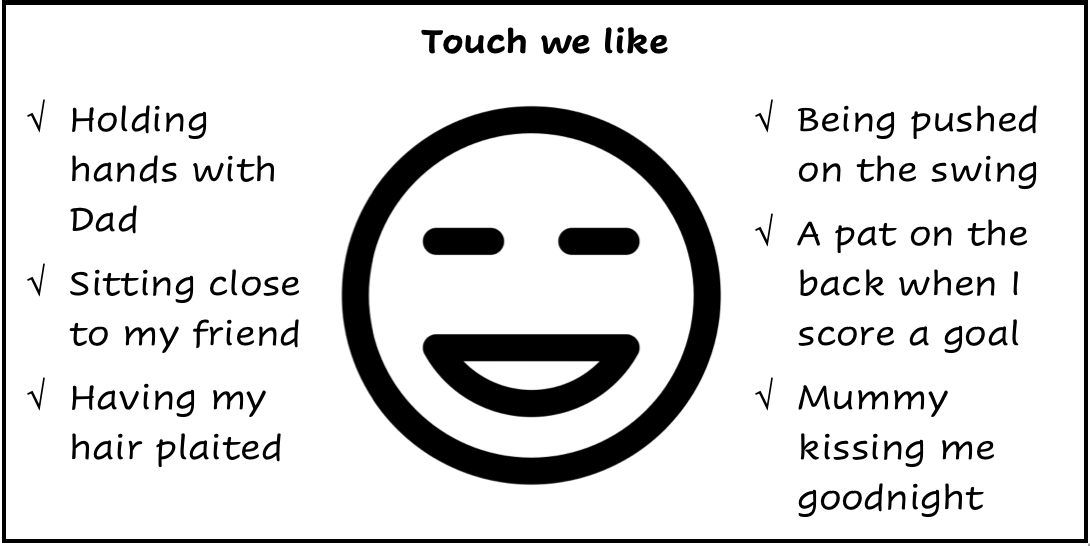 Touch we like
√ Holding
hands with
Dad
√ Sitting close
to my friend
√ Having my
hair plaited
√ Being pushed
on the swing
√ A pat on the
back when I
score a goal
√ Mummy
kissing me
goodnight